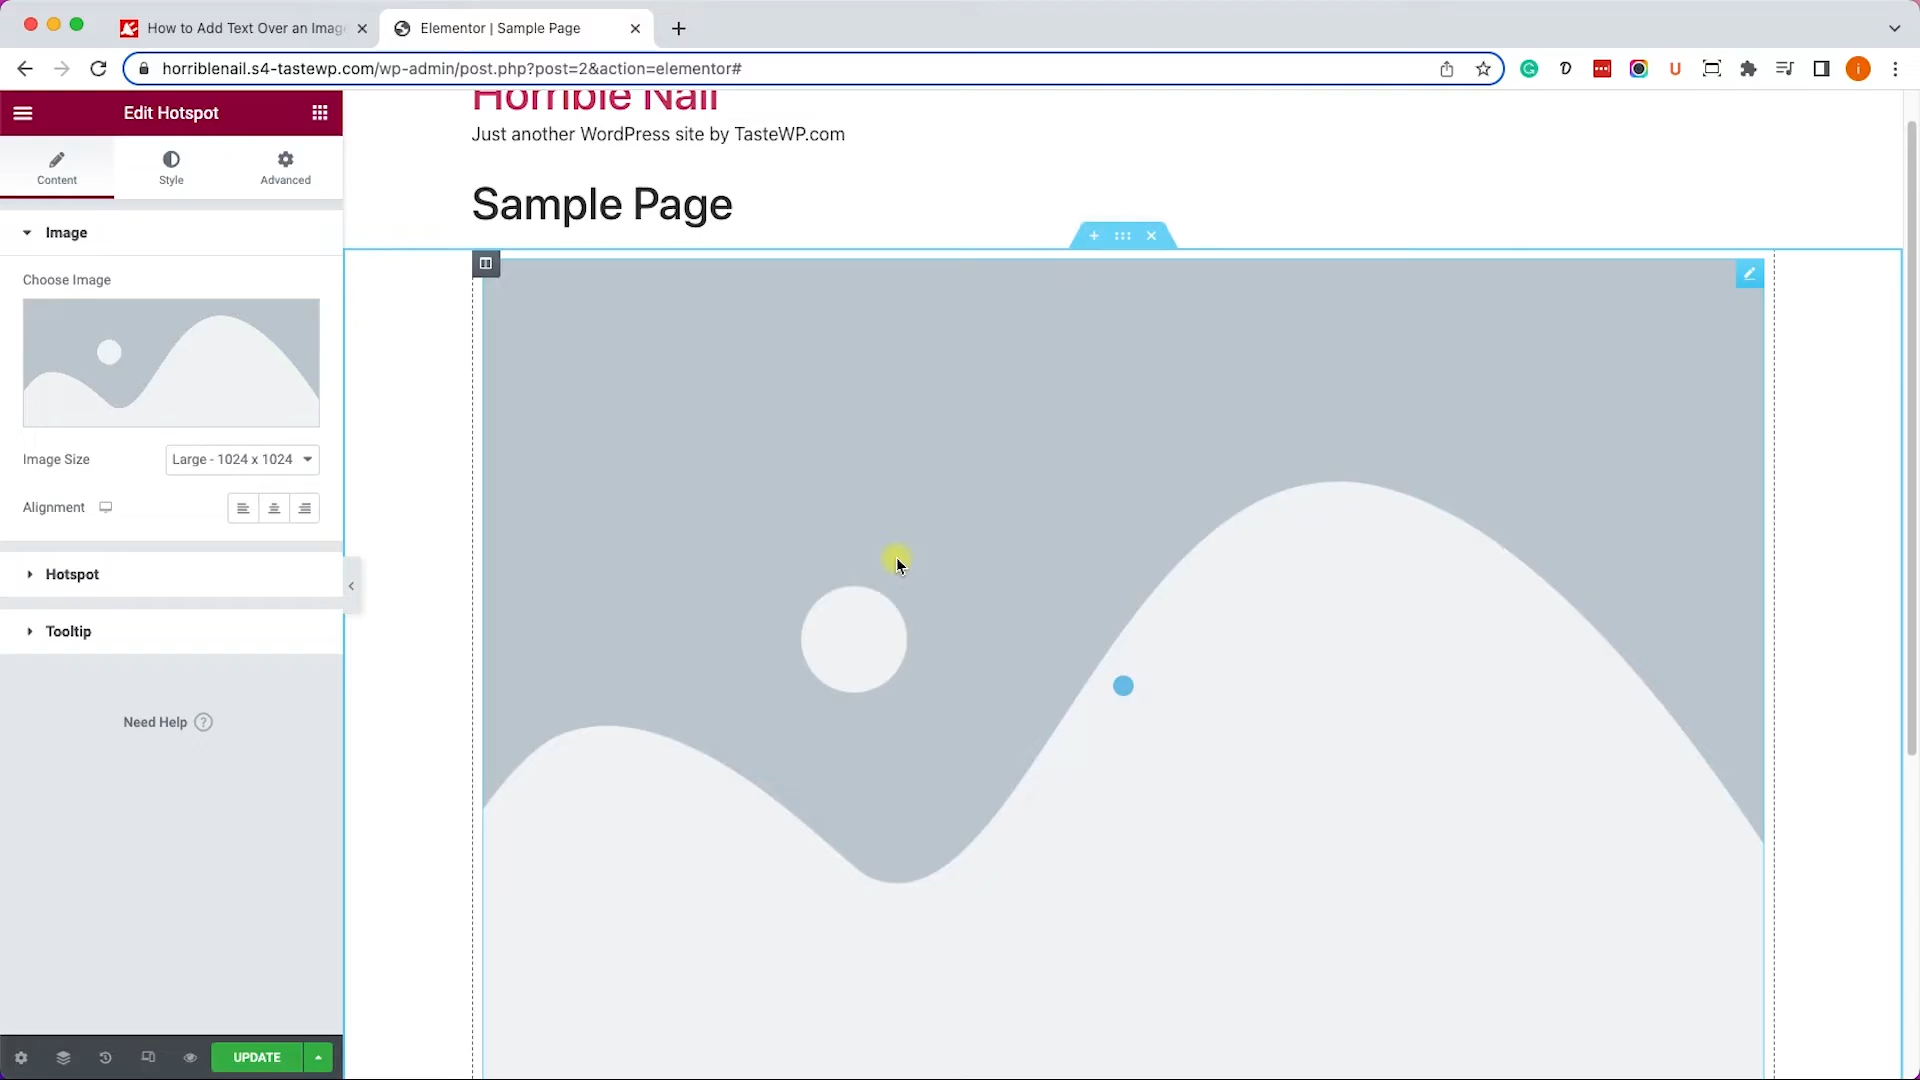 How to Add Text Over an Imag
Elementor | Sample Page
horriblenail.s4-tastewp.com/wp-admin/post.php?post=2&action=elementor#
Edit Hotspot
Content
Style
Advanced
Image
Choose Image
Image Size
Large - 1024 x 1024
Alignment
Hotspot
Tooltip
Need Help ?
UPDATE
Horrible Nail
Just another WordPress site by TasteWP.com
Sample Page